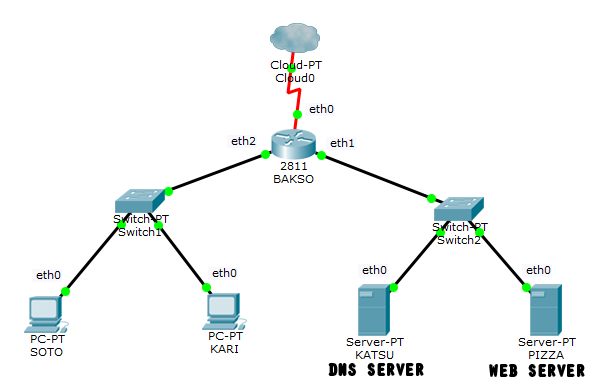 Cloud-PT
Cloud0
eth0
eth2
eth1
2811
BAKSO
Switch-PT
Switch1
Switch-PT
Switch2
eth0
eth0
eth0
eth0
PC-PT
SOTO
PC-PT
KARI
Server-PT
KATSU
DNS SERVER
Server-PT
PIZZA
WEB SERVER